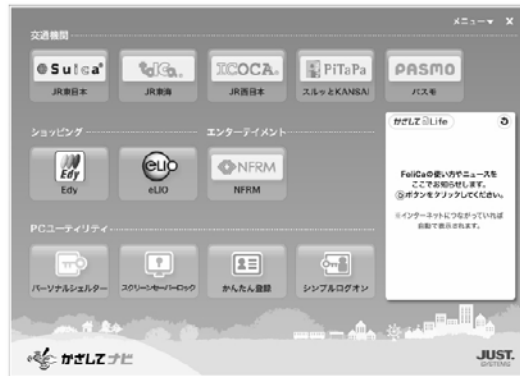 メニュー▼ ×
交通機関
Suica
TOICA
ICOCA
PiTaPa
PASMO
JR東日本
JR東海
JR西日本
スルッとKANSAI
パスモ
ショッピング
エンターテイメント
Edy
eLIO
NFRM
Edy
eLIO
NFRM
かざしてLife
FeliCaの使い方やニュースを
ここでお知らせします。
ボタンをクリックしてください。
※インターネットにつながっていれば
自動で表示されます。
PCユーティリティ
パーソナルシェルター
スクリーンセーバーロック
かんたん登録
シンプルログオン
かざしてナビ
JUST.
SYSTEMS